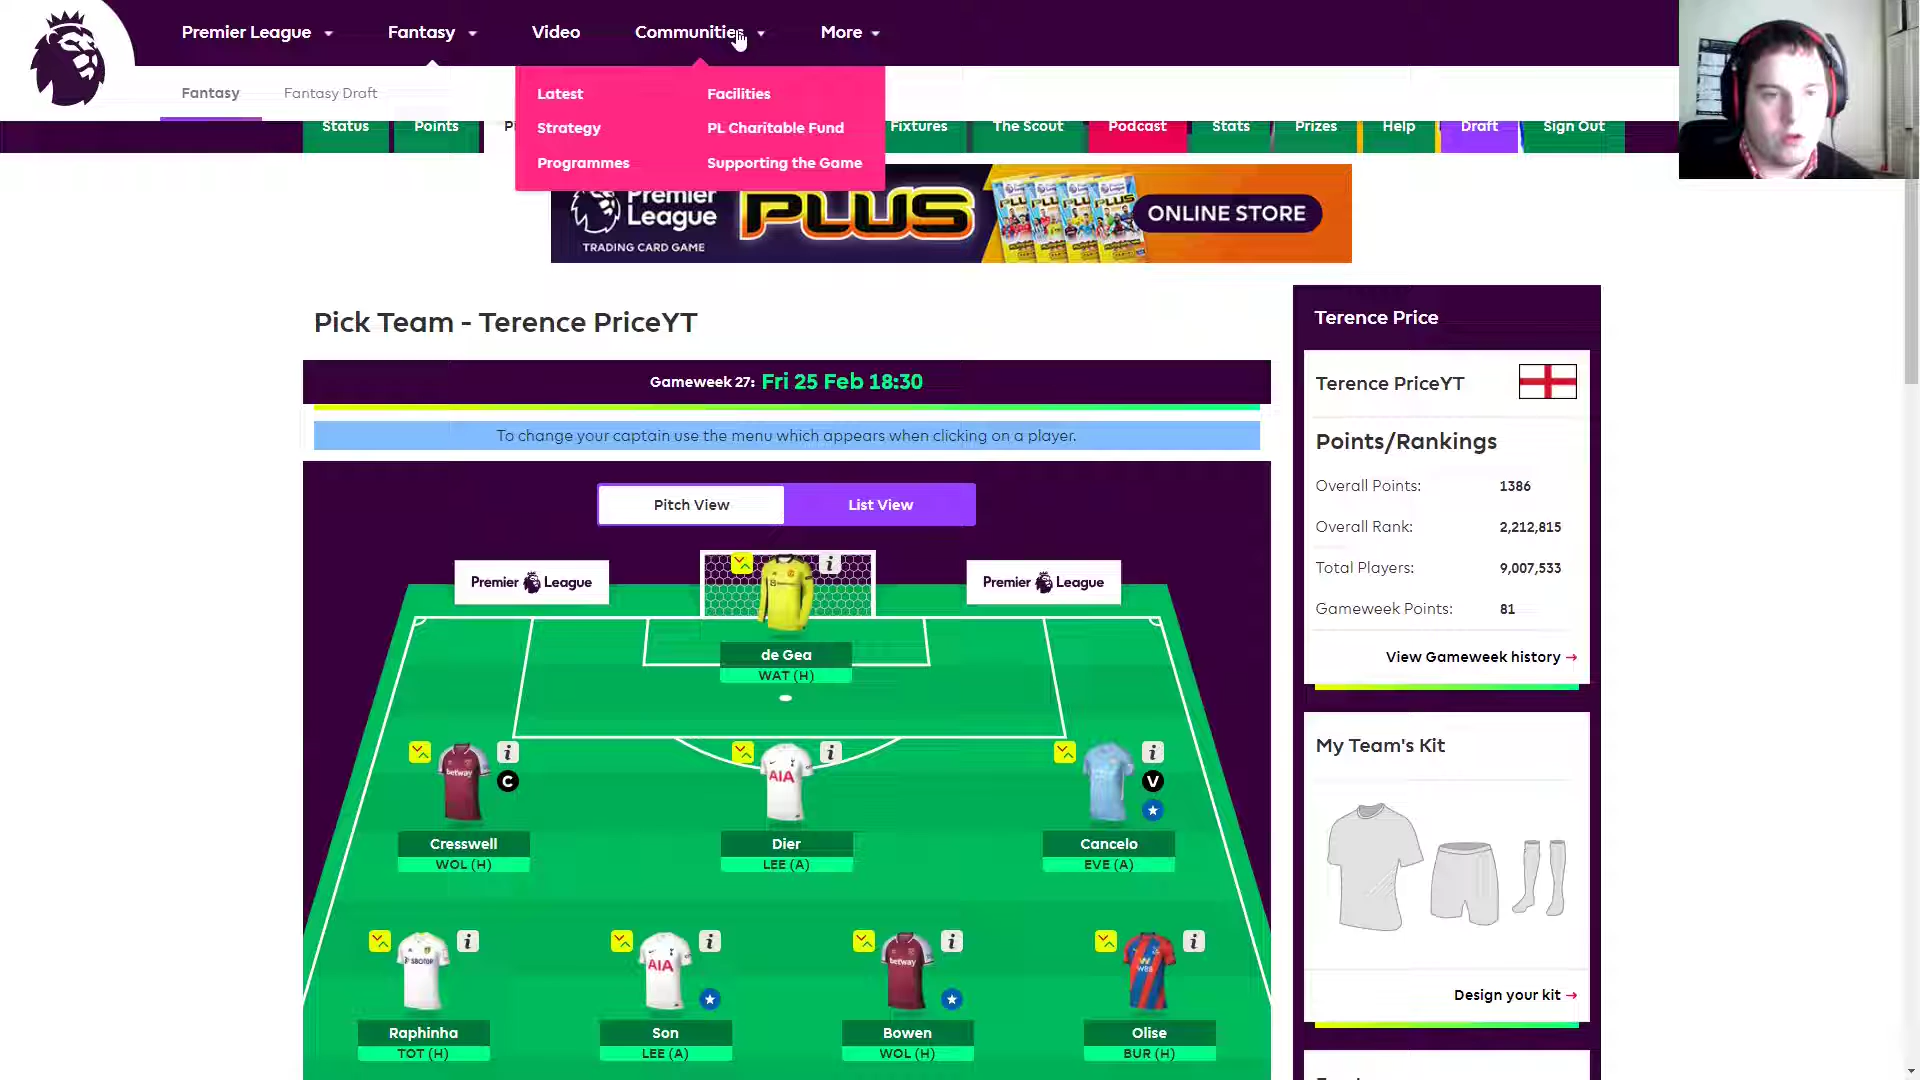 Premier League
Fantasy
Video
Communities
More
Fantasy
Fantasy Draft
Latest
Facilities
Strategy
PL Charitable Fund
Programmes
Supporting the Game
Status
Points
Fixtures
The Scout
Podcast
Stats
Prizes
Help
Draft
Sign Out
Premier
League
TRADING CARD GAME
PLUS
ONLINE STORE
Pick Team - Terence PriceYT
Gameweek 27: Fri 25 Feb 18:30
To change your captain use the menu which appears when clicking on a player.
Pitch View
List View
Premier League
Premier League
de Gea
WAT (H)
betway
C
Cresswell
WOL (H)
AIA
Dier
LEE (A)
V
Cancelo
EVE (A)
SBOTOP
Raphinha
TOT (H)
AIA
Son
LEE (A)
betway
Bowen
WOL (H)
W88
Olise
BUR (H)
Terence Price
Terence PriceYT
Points/Rankings
Overall Points: 1386
Overall Rank: 2,212,815
Total Players: 9,007,533
Gameweek Points: 81
View Gameweek history →
My Team's Kit
Design your kit →